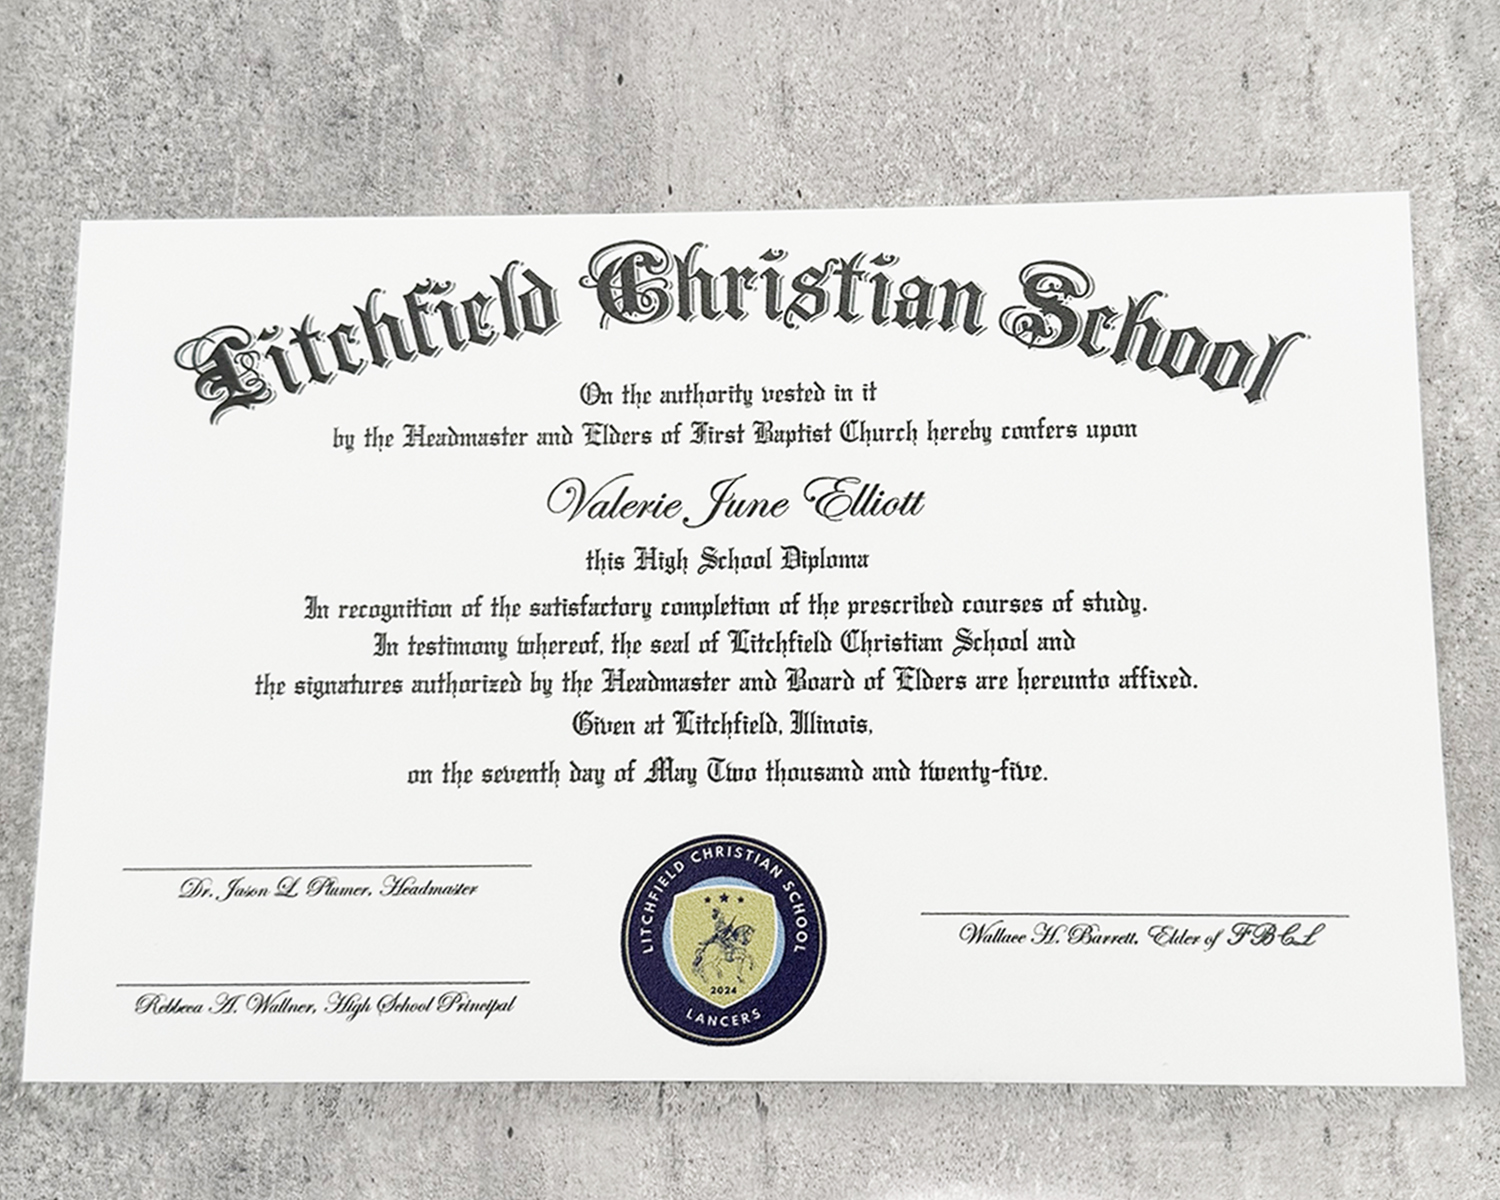 Litchfield Christian School
On the authority vested in it
by the Headmaster and Elders of First Baptist Church hereby confers upon
Valerie June Elliott
this High School Diploma
In recognition of the satisfactory completion of the prescribed courses of study.
In testimony whereof, the seal of Litchfield Christian School and
the signatures authorized by the Headmaster and Board of Elders are hereunto affixed.
Given at Litchfield, Illinois,
on the seventh day of May Two thousand and twenty-five.
Dr. Jason L. Plumer, Headmaster
Rebbeca A. Wallner, High School Principal
LITCHFIELD CHRISTIAN SCHOOL
2024
LANCERS
Wallace H. Barrett, Elder of FBCL